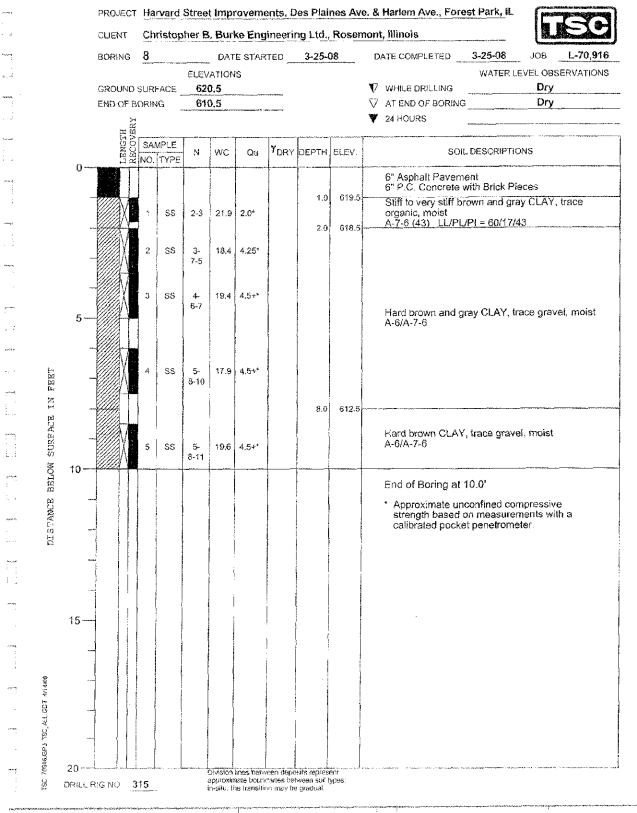 PROJECT Harvard Street Improvements, Des Plaines Ave. & Harlem Ave., Forest Park, IL
TSC
CLIENT Christopher B. Burke Engineering Ltd., Rosemont, Illinois
BORING 8 DATE STARTED 3-25-08 DATE COMPLETED 3-25-08 JOB L-70,916
ELEVATIONS WATER LEVEL OBSERVATIONS
GROUND SURFACE 620.5 WHILE DRILLING Dry
END OF BORING 610.5 AT END OF BORING Dry
24 HOURS
LENGTH
RECOVERY
SAMPLE
NO. TYPE N WC Qu γDRY DEPTH ELEV. SOIL DESCRIPTIONS
0
6" Asphalt Pavement
6" P.C. Concrete with Brick Pieces
1.0 619.5
Stiff to very stiff brown and gray CLAY, trace
1 SS 2-3 21.9 2.0* organic, moist
A-7-6 (43) LL/PL/PI = 60/17/43
2.0 618.5
2 SS 3- 18.4 4.25*
7-5
3 SS 4- 19.4 4.5+*
6-7
Hard brown and gray CLAY, trace gravel, moist
5 A-6/A-7-6
4 SS 5- 17.9 4.5+*
8-10
8.0 612.5
Hard brown CLAY, trace gravel, moist
A-6/A-7-6
5 SS 5- 19.6 4.5+*
8-11
10
End of Boring at 10.0'
* Approximate unconfined compressive
strength based on measurements with a
calibrated pocket penetrometer
DISTANCE BELOW SURFACE IN FEET
15
20
Division lines between deposits represent
approximate boundaries between soil types;
in-situ, the transition may be gradual.
DRILL RIG NO 315